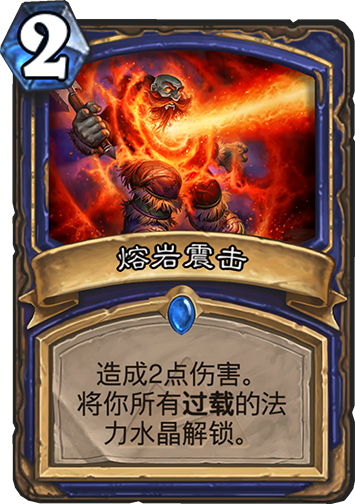 2
熔岩震击
造成2点伤害。
将你所有过载的法
力水晶解锁。